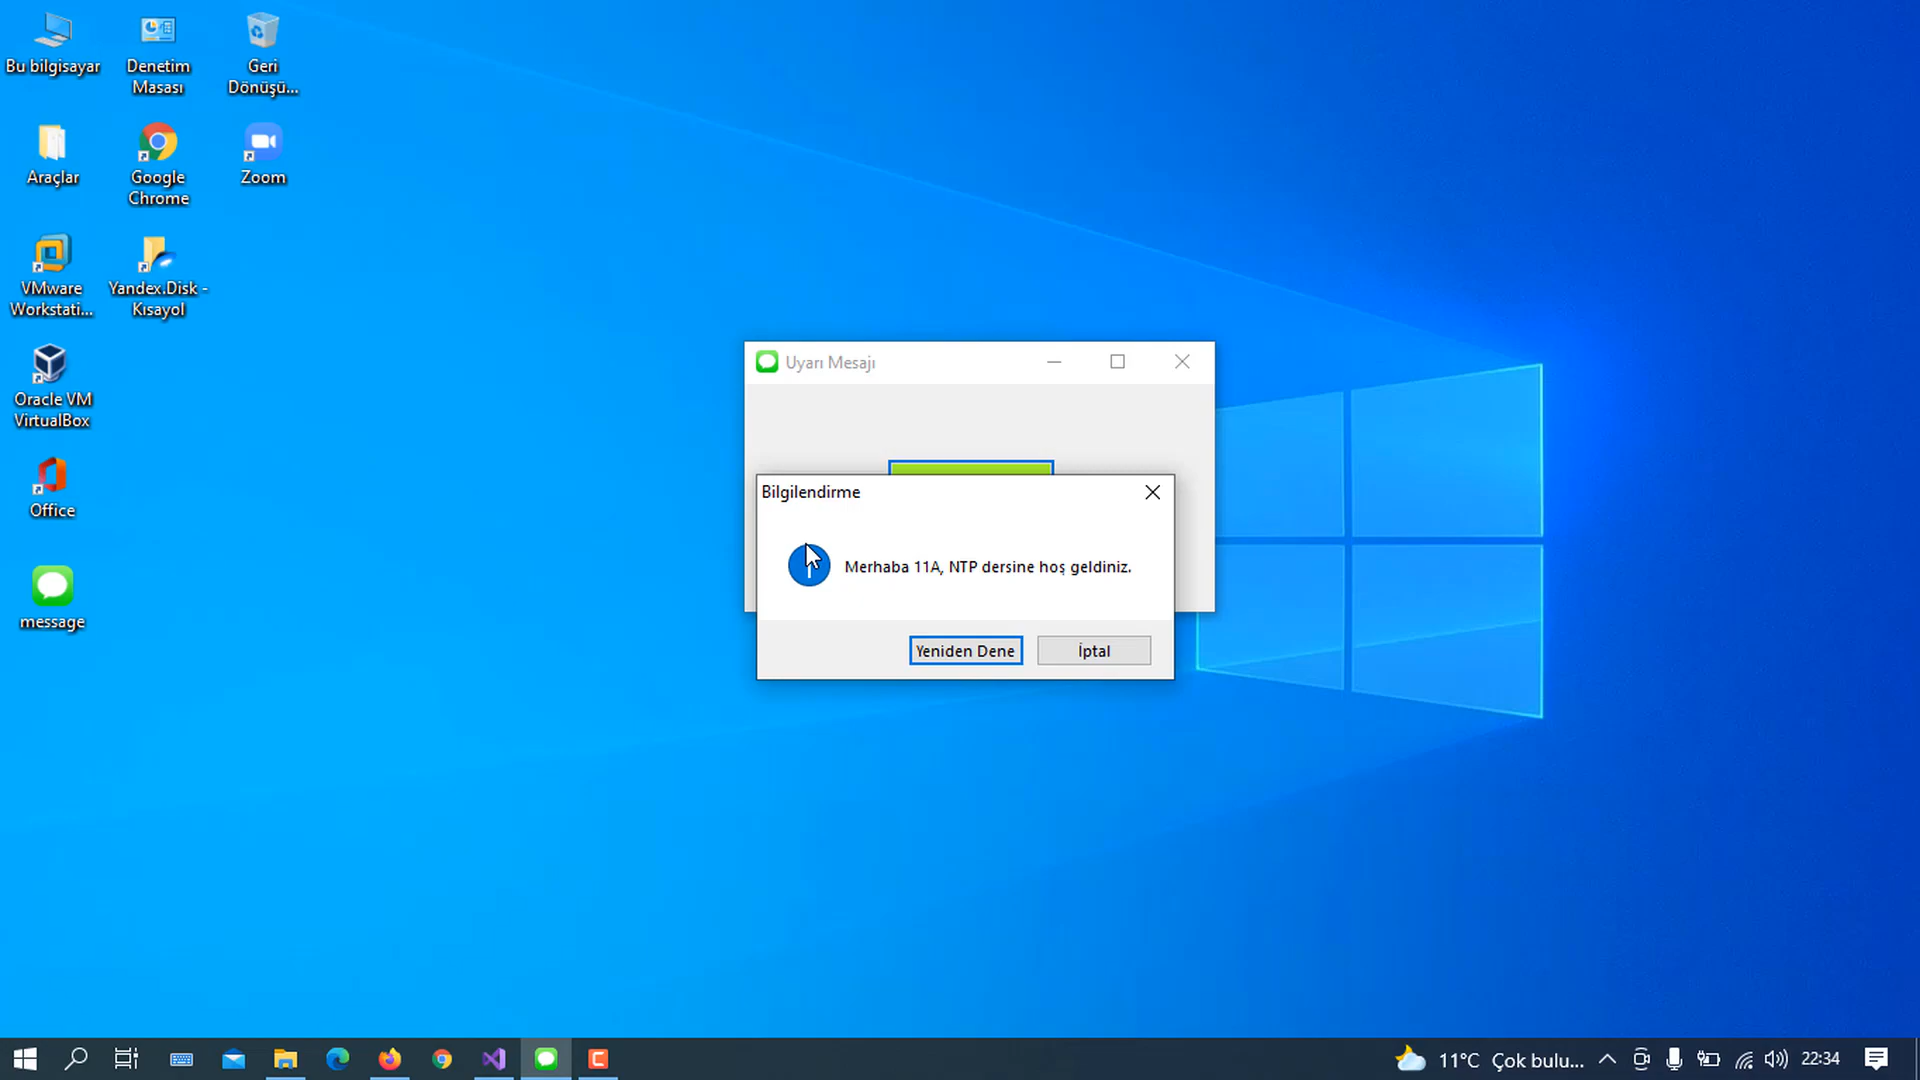 Bu bilgisayar
Denetim
Masası
Geri
Dönüşü...
Araçlar
Google
Chrome
Zoom
VMware
Workstati...
Yandex.Disk -
Kısayol
Oracle VM
VirtualBox
Office
message
Uyarı Mesajı
Bilgilendirme
Merhaba 11A, NTP dersine hoş geldiniz.
Yeniden Dene
İptal
11°C Çok bulu...
22:34